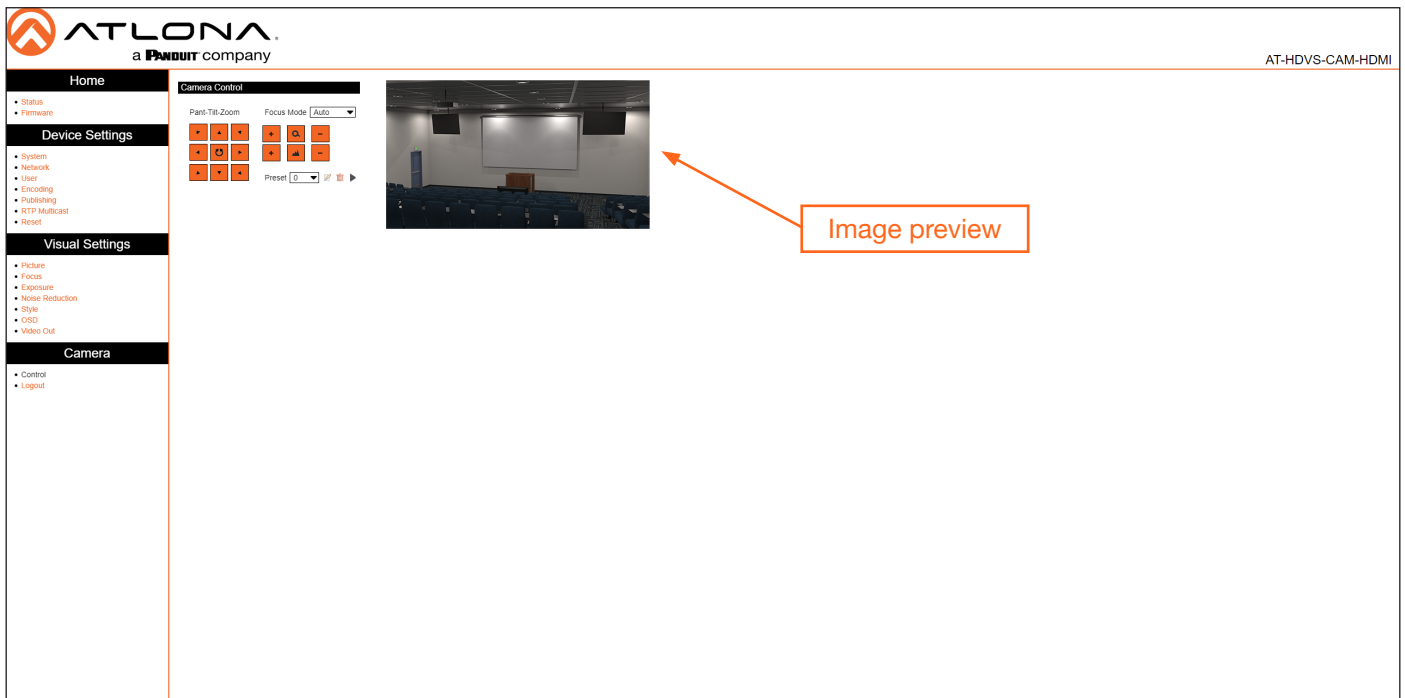 ATLONA.
a PANDUIT company
AT-HDVS-CAM-HDMI
Home
Status
Firmware
Device Settings
System
Network
User
Encoding
Publishing
RTP Multicast
Reset
Visual Settings
Picture
Focus
Exposure
Noise Reduction
Style
OSD
Video Out
Camera
Control
Logout
Camera Control
Pant-Tilt-Zoom
Focus Mode Auto
+ −
+ −
Preset 0
Image preview